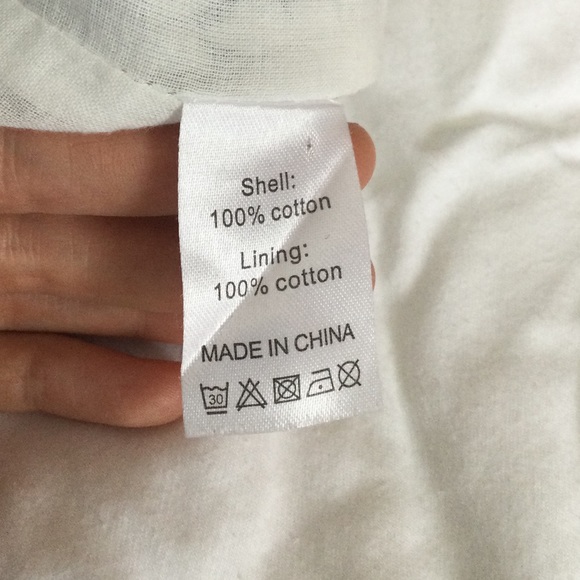 Shell:
100% cotton
Lining:
100% cotton
MADE IN CHINA
30